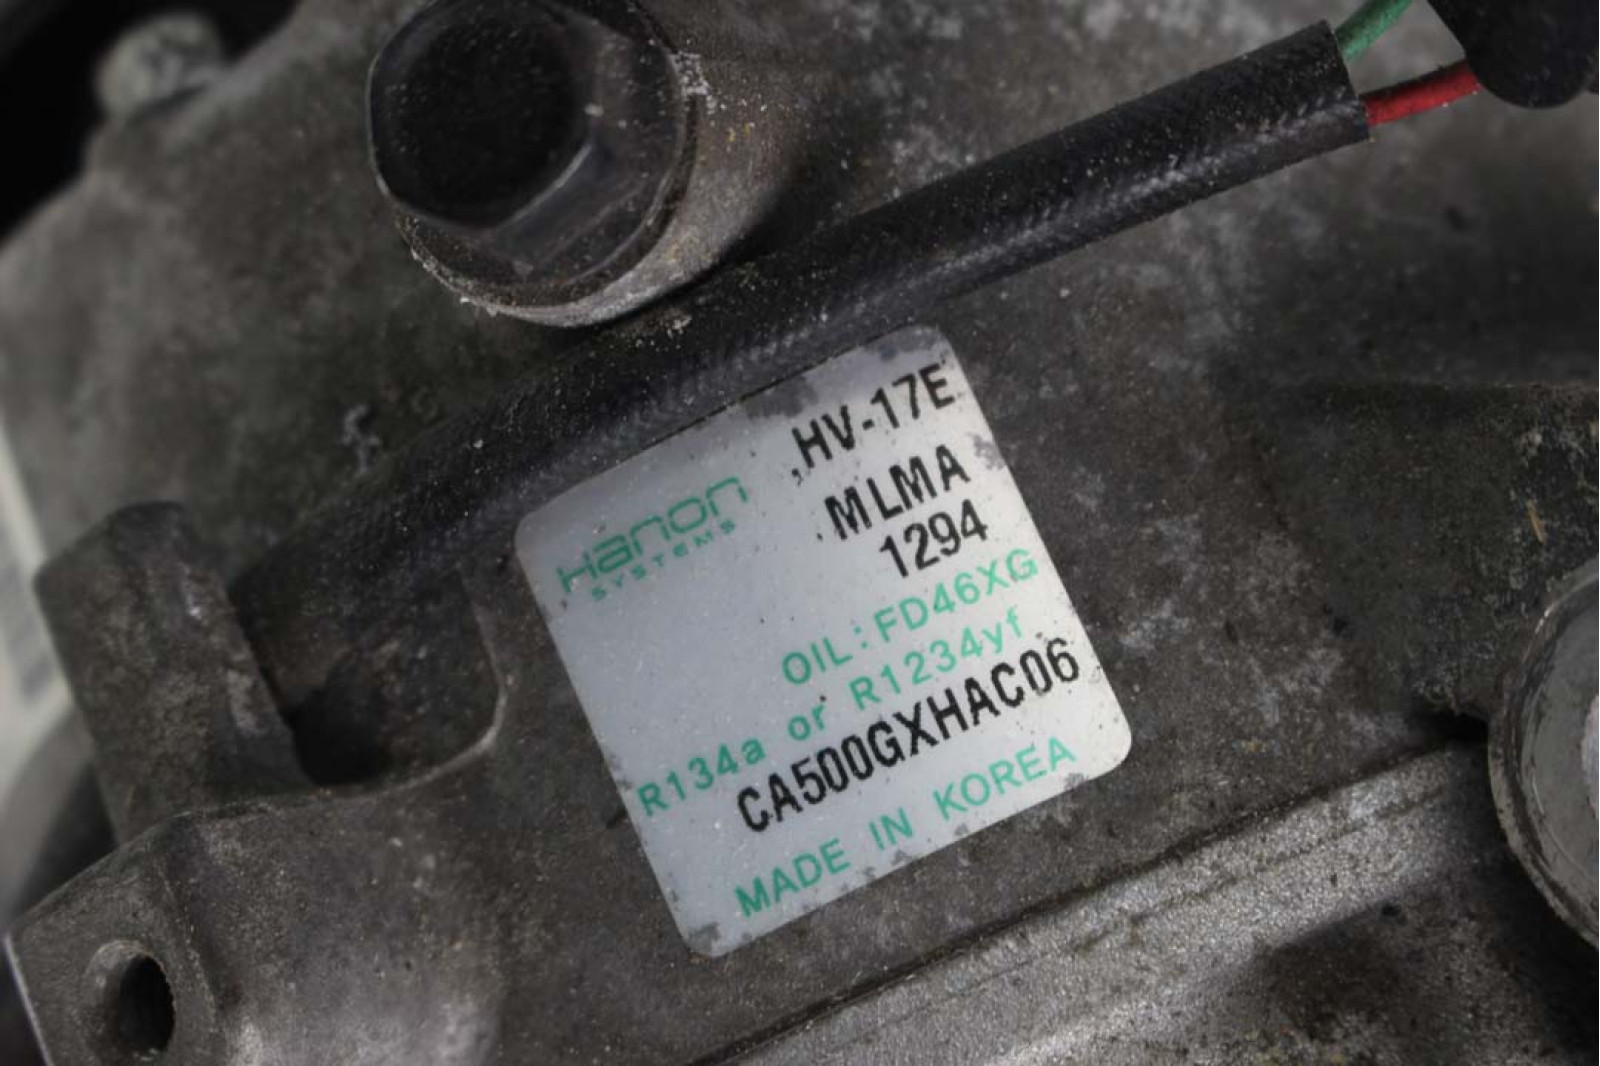 Hanon
SYSTEMS
HV-17E
MLMA
1294
OIL:FD46XG
R134a or R1234yf
CA500GXHAC06
MADE IN KOREA